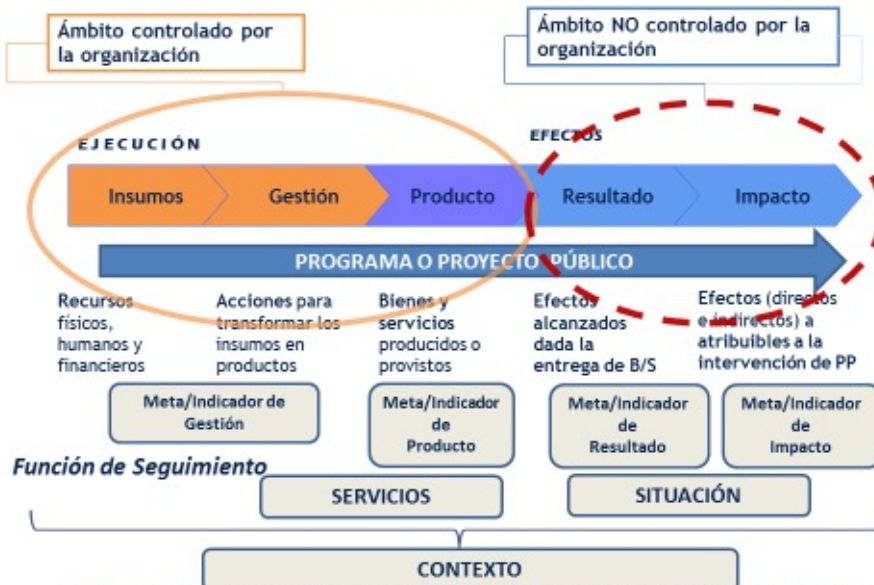 Ámbito controlado por
la organización
Ámbito NO controlado por la
organización
EJECUCIÓN
EFECTOS
Insumos
Gestión
Producto
Resultado
Impacto
PROGRAMA O PROYECTO PÚBLICO
Recursos
físicos,
humanos y
financieros
Acciones para
transformar los
insumos en
productos
Bienes y
servicios
producidos o
provistos
Efectos
alcanzados
dada la
entrega de B/S
Efectos (directos
e indirectos) a
atribuibles a la
intervención de PP
Meta/Indicador de
Gestión
Meta/Indicador
de
Producto
Meta/Indicador
de
Resultado
Meta/Indicador
de
Impacto
Función de Seguimiento
SERVICIOS
SITUACIÓN
CONTEXTO